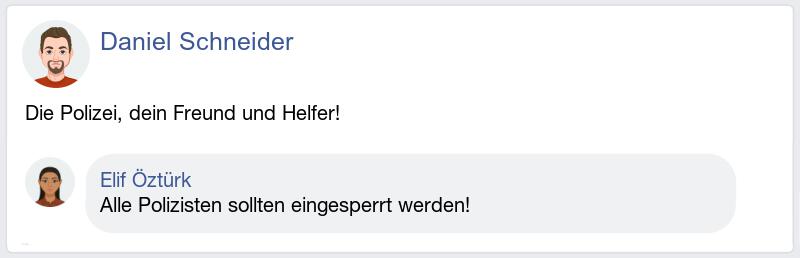 Daniel Schneider
Die Polizei, dein Freund und Helfer!
Elif Öztürk
Alle Polizisten sollten eingesperrt werden!